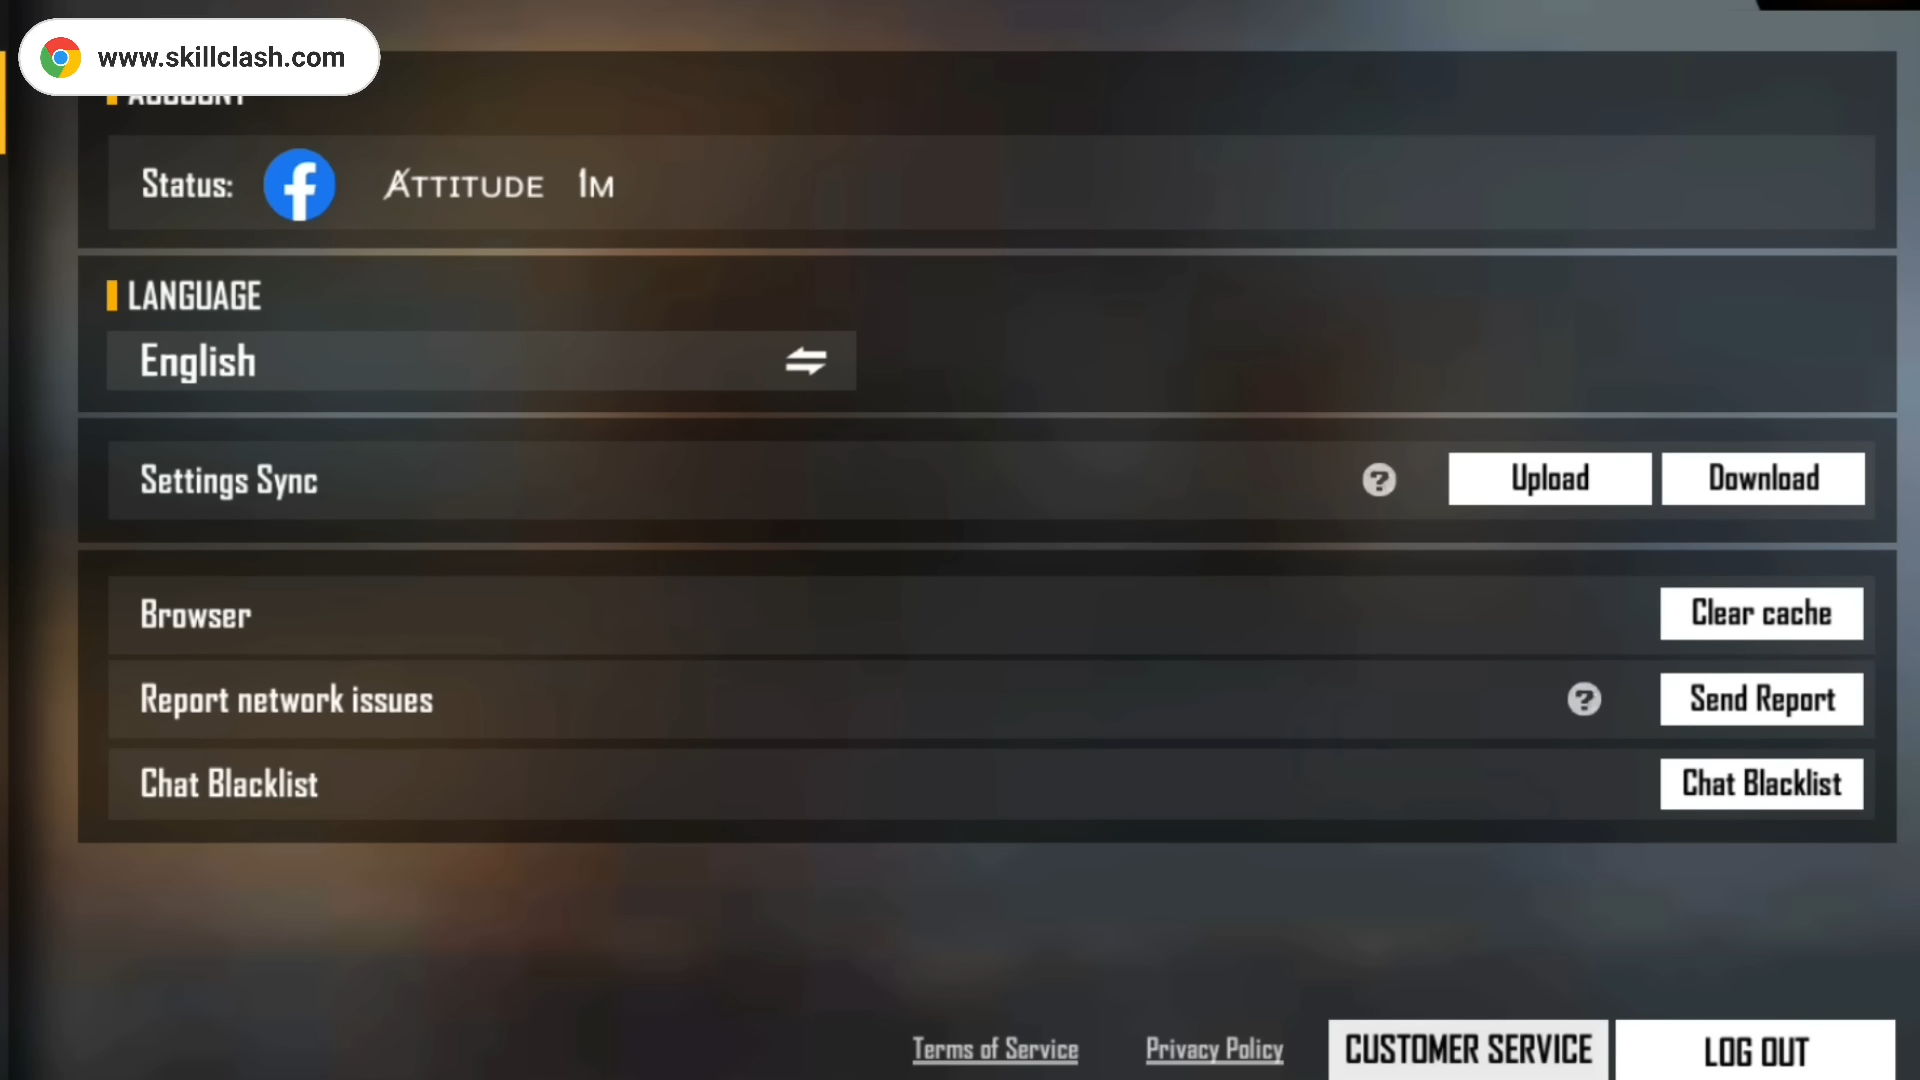 www.skillclash.com
ACCOUNT
Status: ATTITUDE 1M
LANGUAGE
English
Settings Sync ? Upload Download
Browser Clear cache
Report network issues ? Send Report
Chat Blacklist Chat Blacklist
Terms of Service Privacy Policy CUSTOMER SERVICE LOG OUT